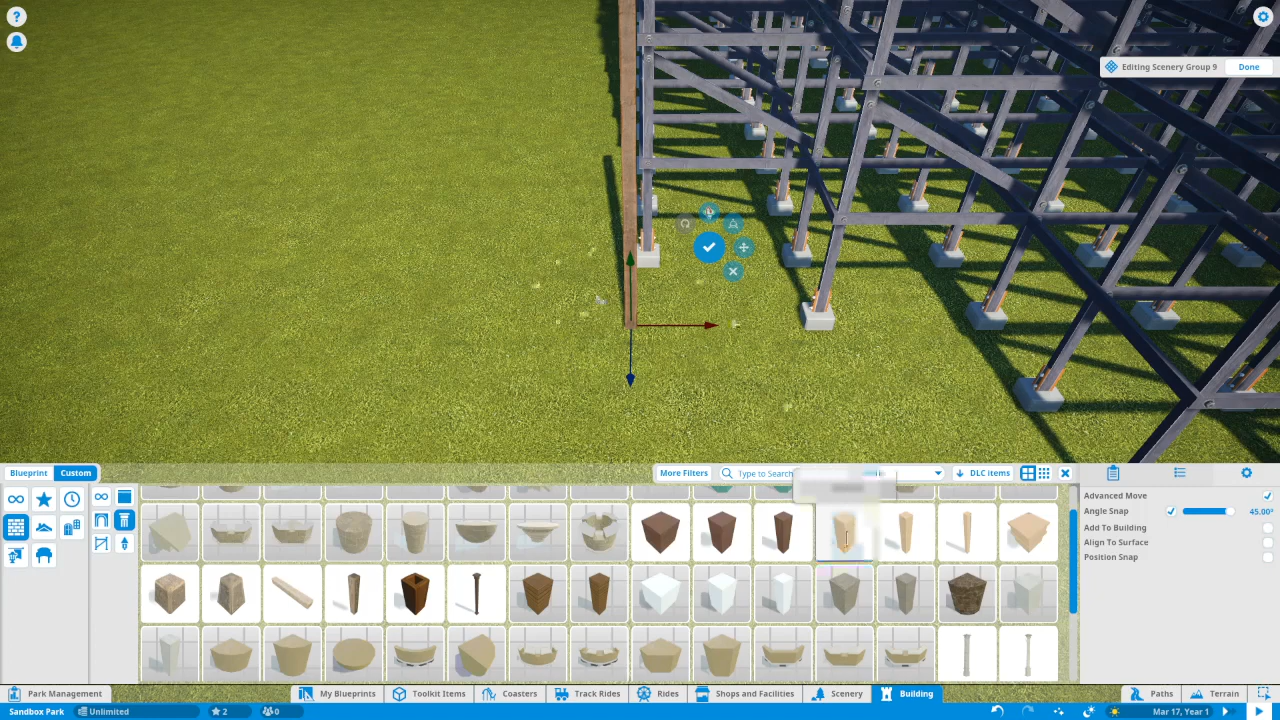 Editing Scenery Group 9 Done
Blueprint Custom More Filters Type to Search DLC items
Advanced Move
Angle Snap 45.00°
Add To Building
Align To Surface
Position Snap
Park Management My Blueprints Toolkit Items Coasters Track Rides Rides Shops and Facilities Scenery Building Paths Terrain
Sandbox Park Unlimited 2 0 Mar 17, Year 1